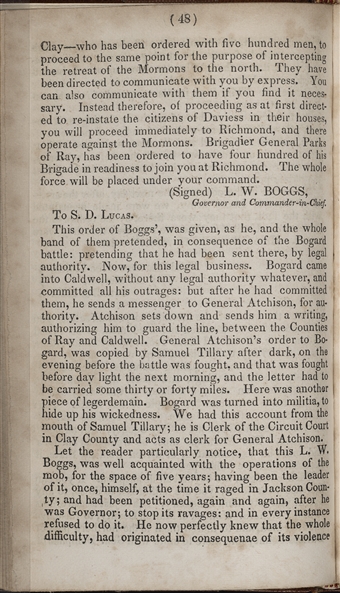 ( 48 )
Clay—who has been ordered with five hundred men, to
proceed to the same point for the purpose of intercepting
the retreat of the Mormons to the north. They have
been directed to communicate with you by express. You
can also communicate with them if you find it neces-
sary. Instead therefore, of proceeding as at first direct-
ed to re-instate the citizens of Daviess in their houses,
you will proceed immediately to Richmond, and there
operate against the Mormons. Brigadier General Parks
of Ray, has been ordered to have four hundred of his
Brigade in readiness to join you at Richmond. The whole
force will be placed under your command.
(Signed) L. W. BOGGS,
Governor and Commander-in-Chief.
To S. D. LUCAS.
This order of Boggs', was given, as he, and the whole
band of them pretended, in consequence of the Bogard
battle: pretending that he had been sent there, by legal
authority. Now, for this legal business. Bogard came
into Caldwell, without any legal authority whatever, and
committed all his outrages: but after he had committed
them, he sends a messenger to General Atchison, for au-
thority. Atchison sets down and sends him a writing,
authorizing him to guard the line, between the Counties
of Ray and Caldwell. General Atchison's order to Bo-
gard, was copied by Samuel Tillary after dark, on the
evening before the battle was fought, and that was fought
before day light the next morning, and the letter had to
be carried some thirty or forty miles. Here was another
piece of legerdemain. Bogard was turned into militia, to
hide up his wickedness. We had this account from the
mouth of Samuel Tillary; he is Clerk of the Circuit Court
in Clay County and acts as clerk for General Atchison.
Let the reader particularly notice, that this L. W.
Boggs, was well acquainted with the operations of the
mob, for the space of five years; having been the leader
of it, once, himself, at the time it raged in Jackson Coun-
ty; and had been petitioned, again and again, after he
was Governor; to stop its ravages: and in every instance
refused to do it. He now perfectly knew that the whole
difficulty, had originated in consequenae of its violence